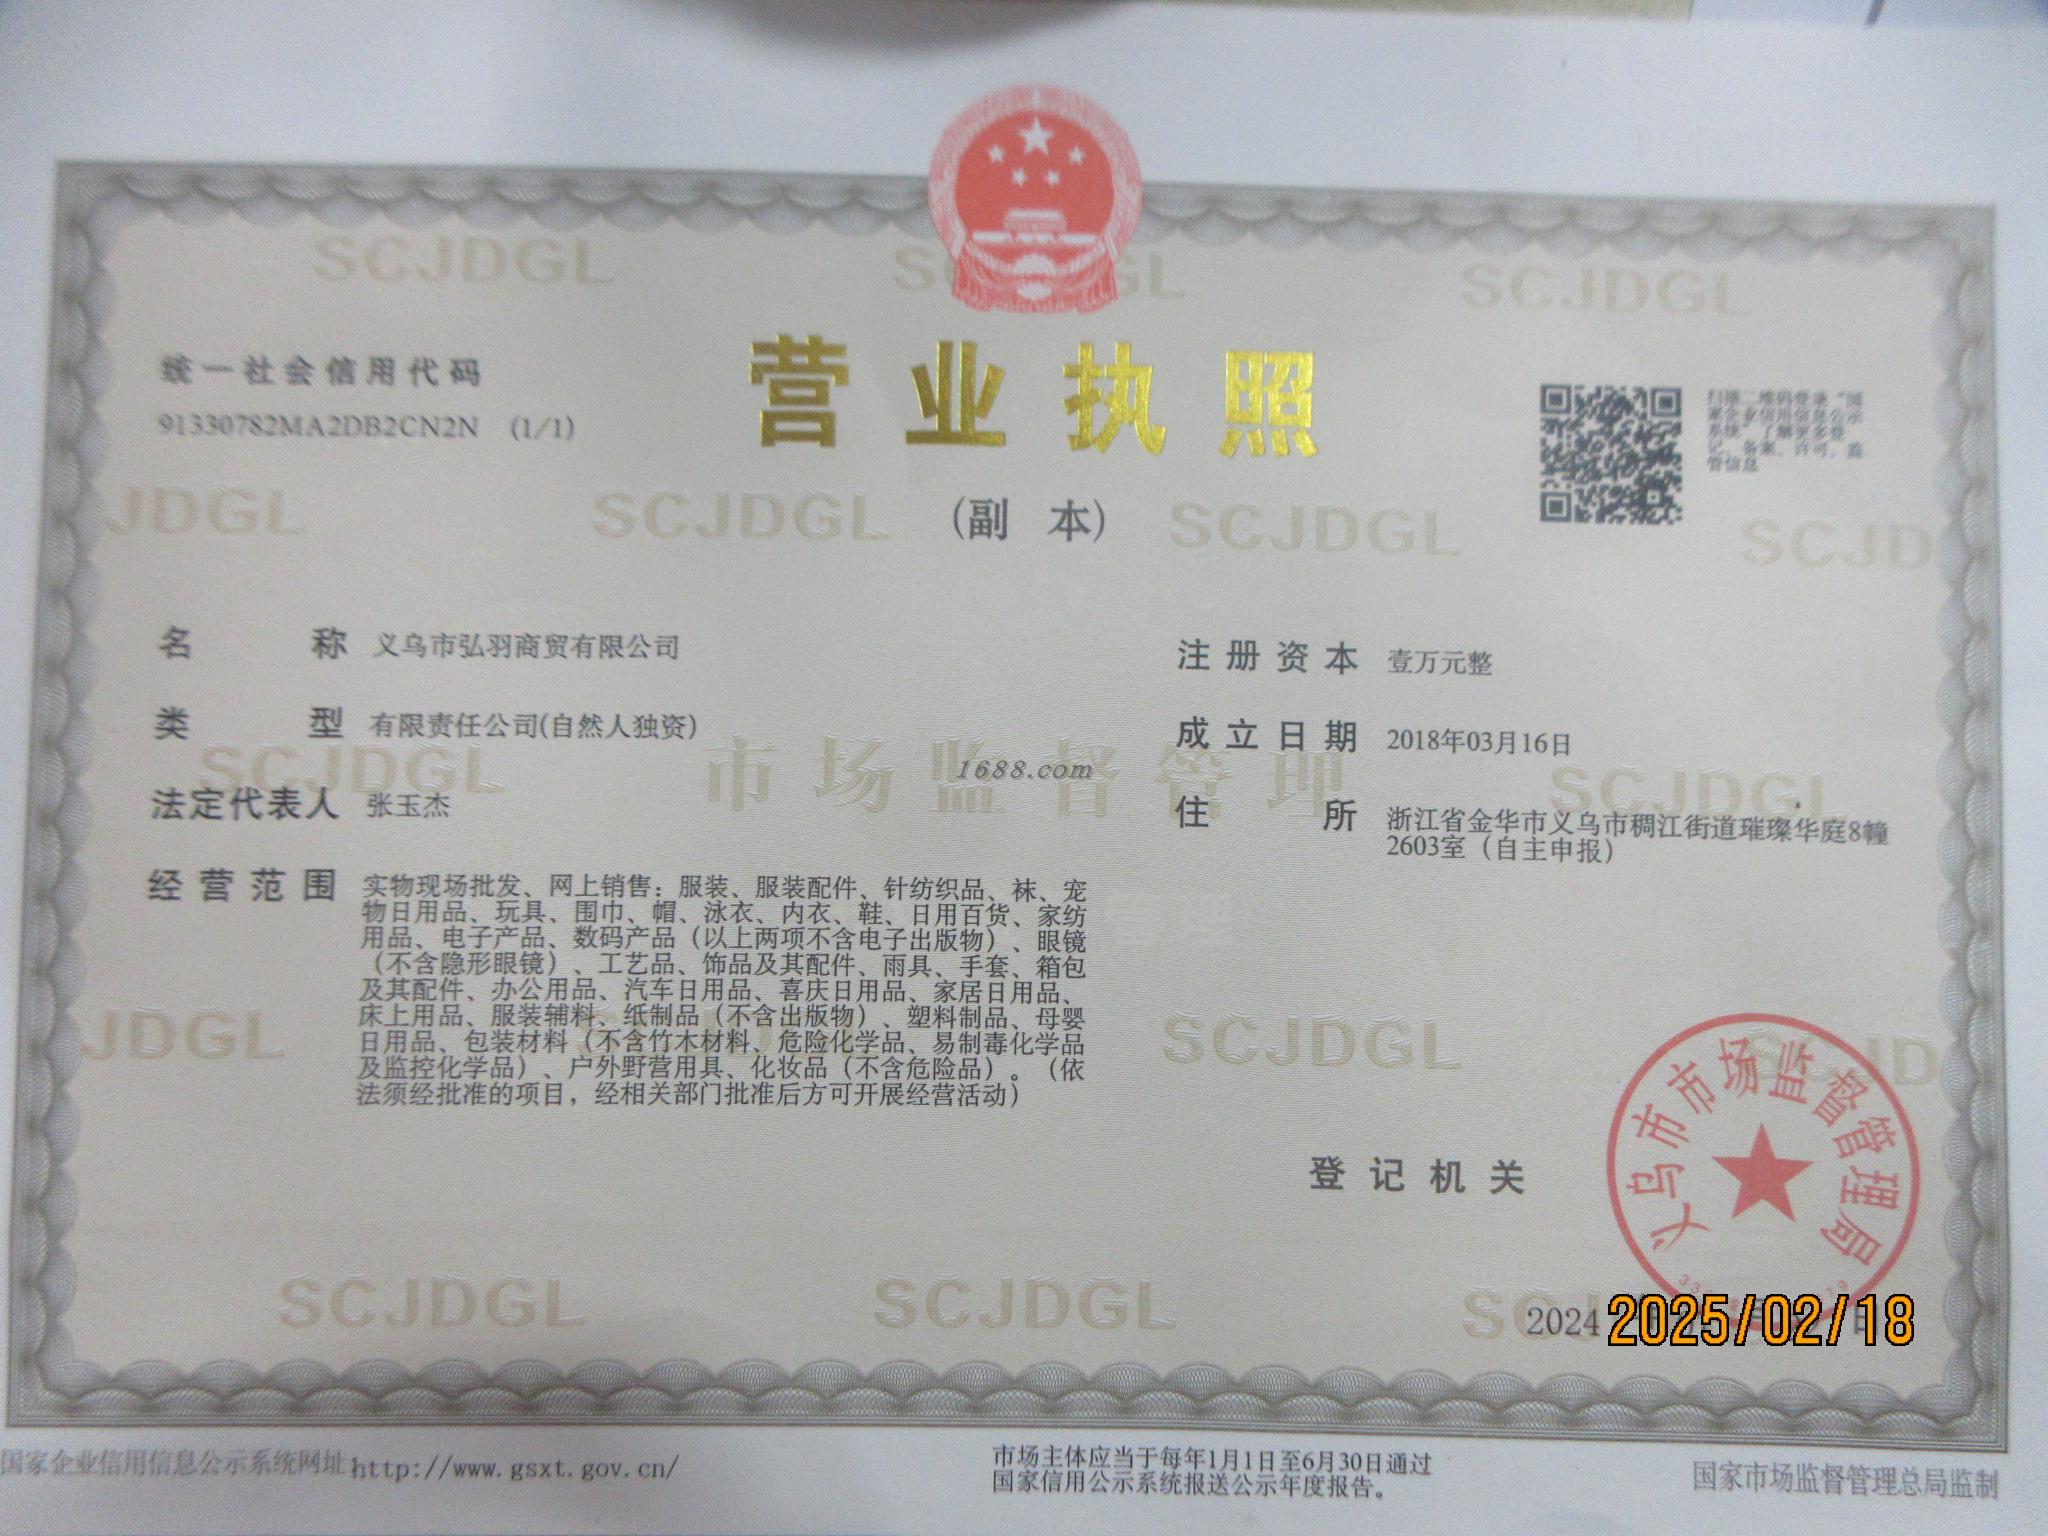 统一社会信用代码
91330782MA2DB2CN2N (1/1)
营业执照
(副 本)
扫描二维码登录“国
家企业信用信息公示
系统”了解更多登
记、备案、许可、监
管信息
名 称 义乌市弘羽商贸有限公司
类 型 有限责任公司(自然人独资)
法定代表人 张玉杰
经营范围 实物现场批发、网上销售：服装、服装配件、针纺织品、袜、宠
物日用品、玩具、围巾、帽、泳衣、内衣、鞋、日用百货、家纺
用品、电子产品、数码产品（以上两项不含电子出版物）、眼镜
（不含隐形眼镜）、工艺品、饰品及其配件、雨具、手套、箱包
及其配件、办公用品、汽车日用品、喜庆日用品、家居日用品、
床上用品、服装辅料、纸制品（不含出版物）、塑料制品、母婴
日用品、包装材料（不含竹木材料、危险化学品、易制毒化学品
及监控化学品）、户外野营用具、化妆品（不含危险品）。（依
法须经批准的项目，经相关部门批准后方可开展经营活动）
注册资本 壹万元整
成立日期 2018年03月16日
住 所 浙江省金华市义乌市稠江街道璀璨华庭8幢
2603室（自主申报）
市场监督管理
1688.com
SCJDGL
登记机关
义乌市市场监督管理局
2024
2025/02/18
国家企业信用信息公示系统网址http://www.gsxt.gov.cn/
市场主体应当于每年1月1日至6月30日通过
国家信用公示系统报送公示年度报告。
国家市场监督管理总局监制